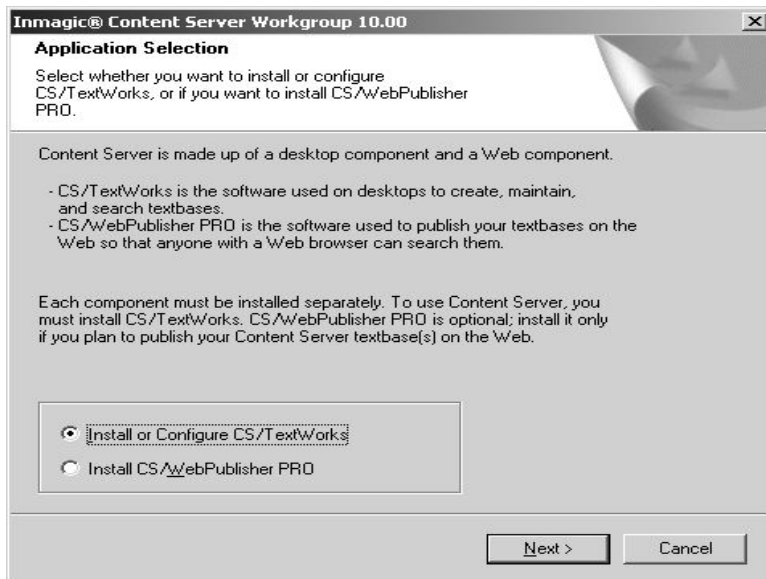 Inmagic® Content Server Workgroup 10.00
Application Selection
Select whether you want to install or configure
CS/TextWorks, or if you want to install CS/WebPublisher
PRO.
Content Server is made up of a desktop component and a Web component.
- CS/TextWorks is the software used on desktops to create, maintain,
and search textbases.
- CS/WebPublisher PRO is the software used to publish your textbases on the
Web so that anyone with a Web browser can search them.
Each component must be installed separately. To use Content Server, you
must install CS/TextWorks. CS/WebPublisher PRO is optional; install it only
if you plan to publish your Content Server textbase(s) on the Web.
Install or Configure CS/TextWorks
Install CS/WebPublisher PRO
Next >
Cancel